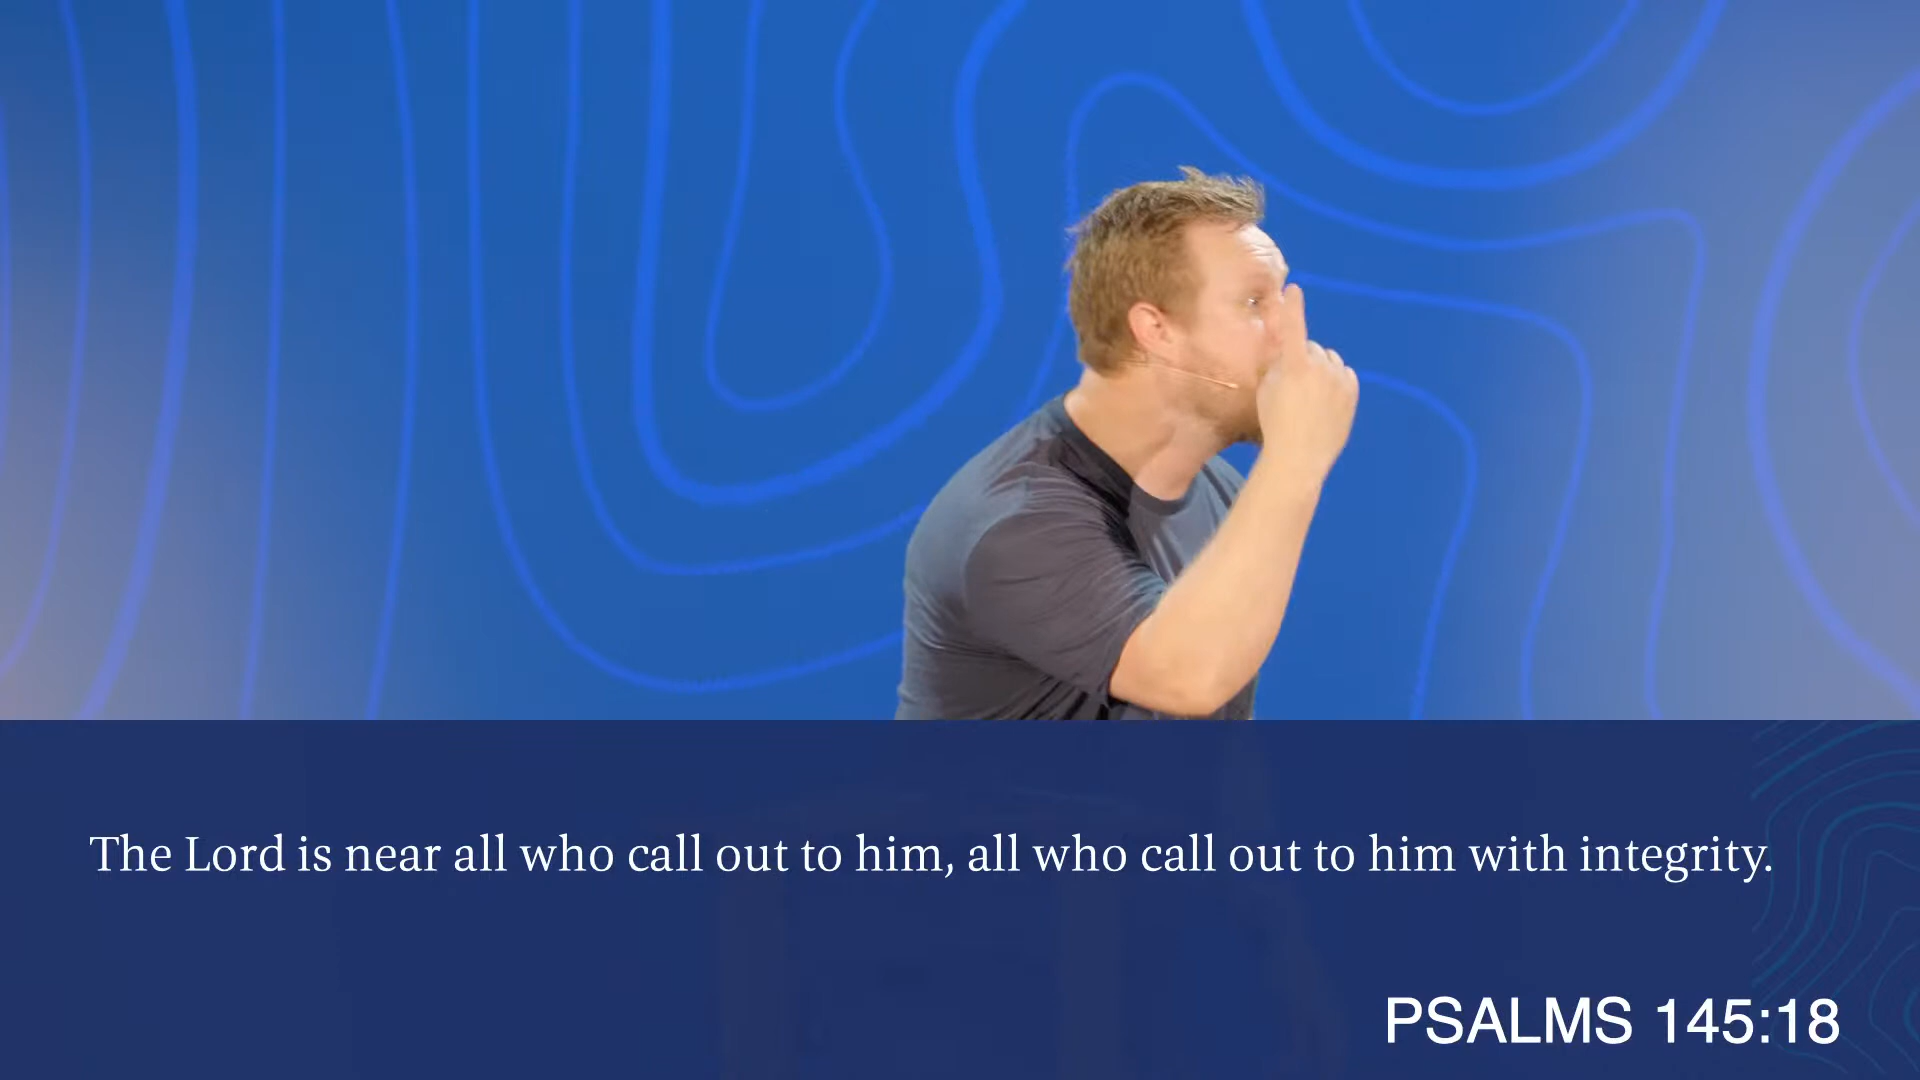 The Lord is near all who call out to him, all who call out to him with integrity.
PSALMS 145:18